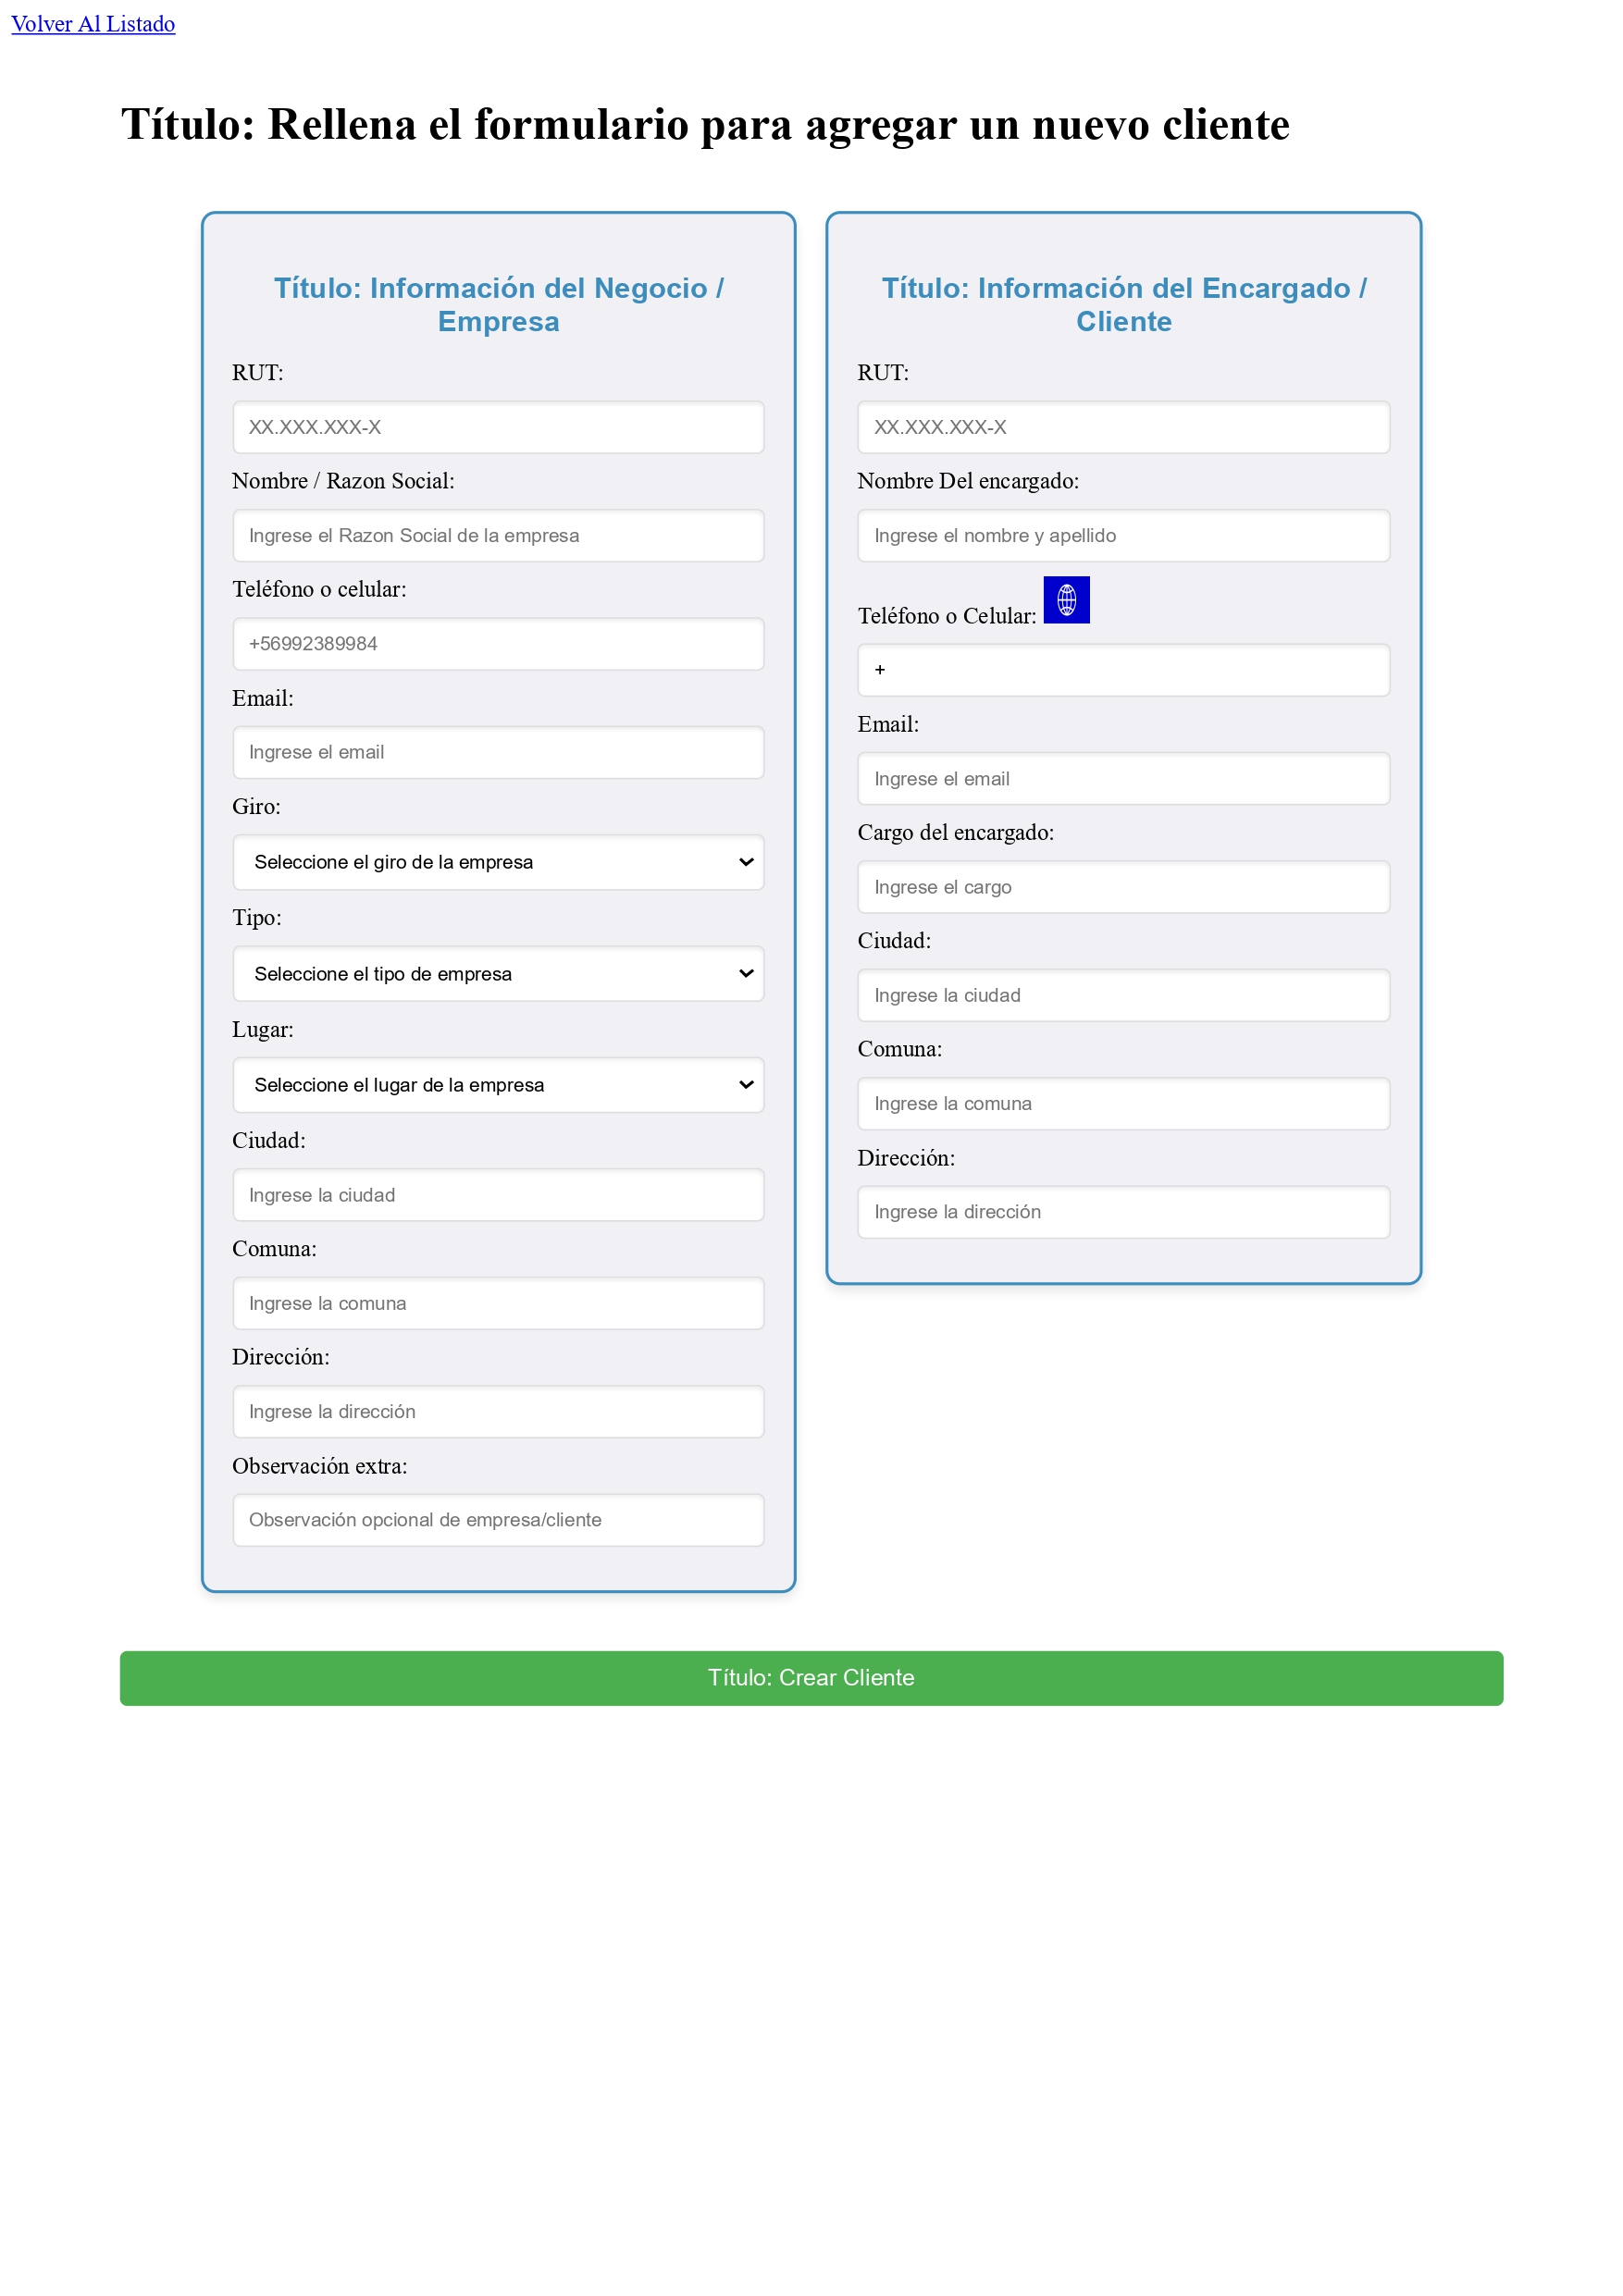 Volver Al Listado
Título: Rellena el formulario para agregar un nuevo cliente
Título: Información del Negocio /
Empresa
RUT:
XX.XXX.XXX-X
Nombre / Razon Social:
Ingrese el Razon Social de la empresa
Teléfono o celular:
+56992389984
Email:
Ingrese el email
Giro:
Seleccione el giro de la empresa
Tipo:
Seleccione el tipo de empresa
Lugar:
Seleccione el lugar de la empresa
Ciudad:
Ingrese la ciudad
Comuna:
Ingrese la comuna
Dirección:
Ingrese la dirección
Observación extra:
Observación opcional de empresa/cliente
Título: Información del Encargado /
Cliente
RUT:
XX.XXX.XXX-X
Nombre Del encargado:
Ingrese el nombre y apellido
Teléfono o Celular:
+
Email:
Ingrese el email
Cargo del encargado:
Ingrese el cargo
Ciudad:
Ingrese la ciudad
Comuna:
Ingrese la comuna
Dirección:
Ingrese la dirección
Título: Crear Cliente